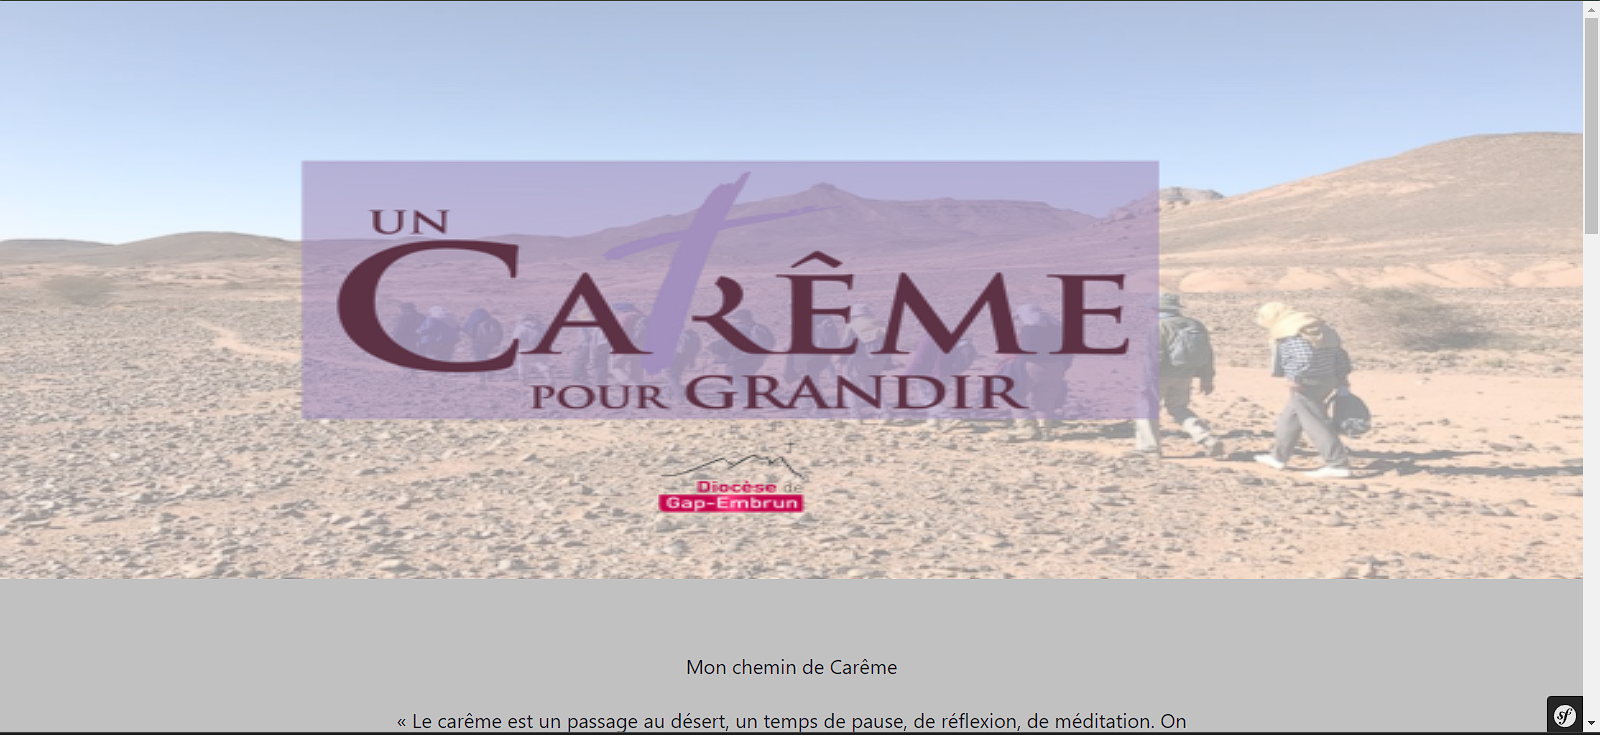 UN
CARÊME
POUR GRANDIR
Diocèse de
Gap-Embrun
Mon chemin de Carême
« Le carême est un passage au désert, un temps de pause, de réflexion, de méditation. On
sf